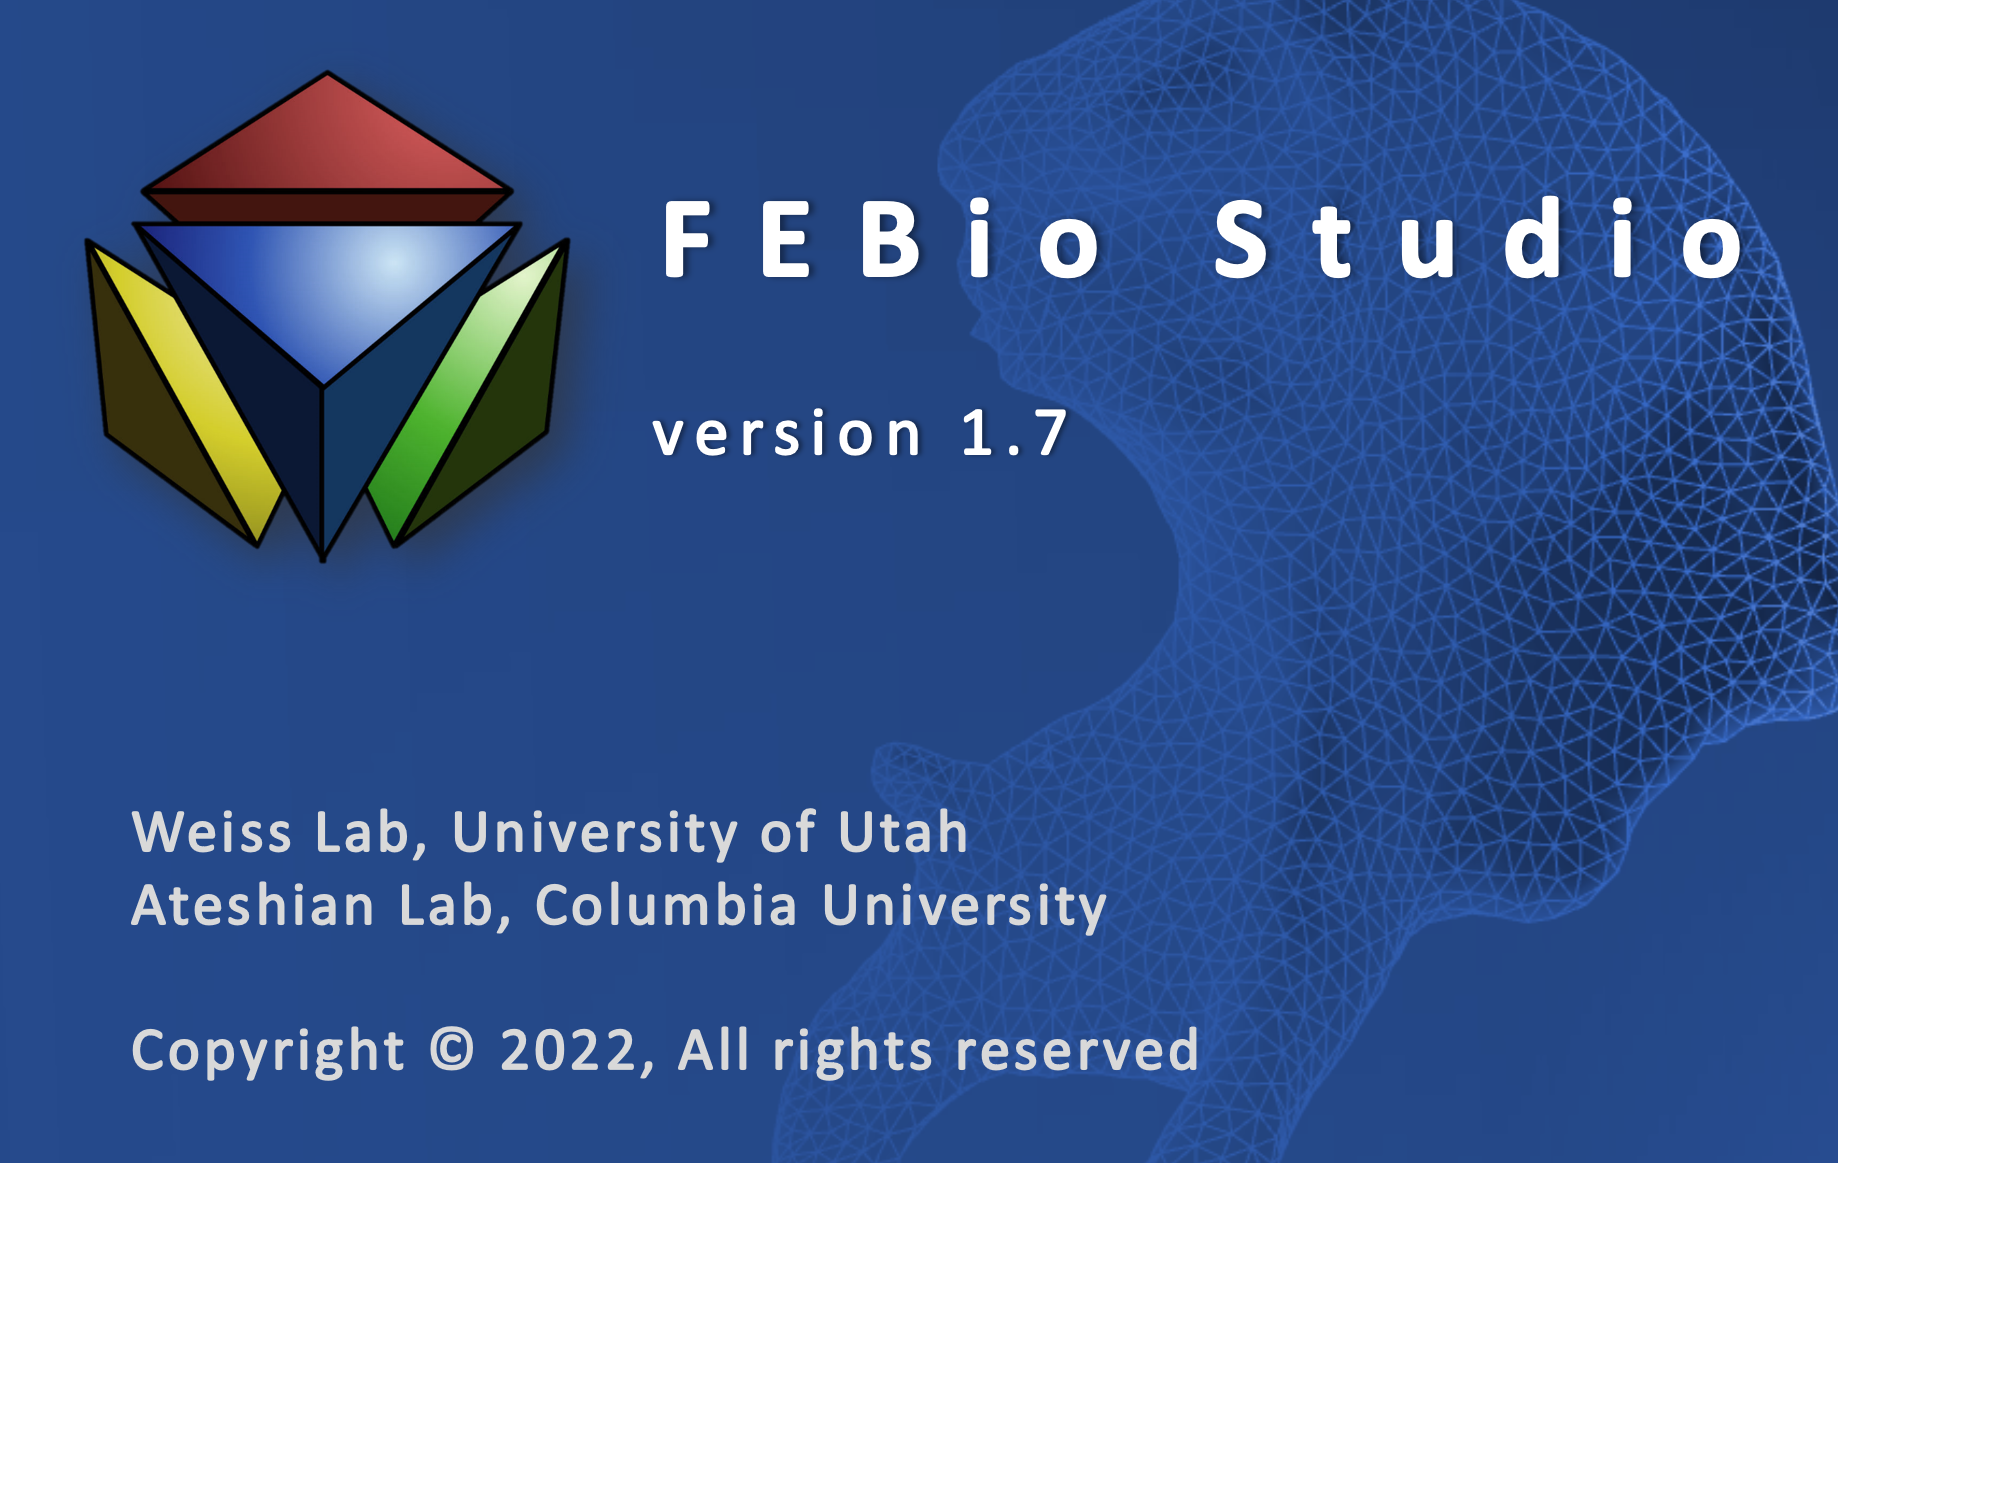 FEBio Studio
version 1.7
Weiss Lab, University of Utah
Ateshian Lab, Columbia University
Copyright © 2022, All rights reserved